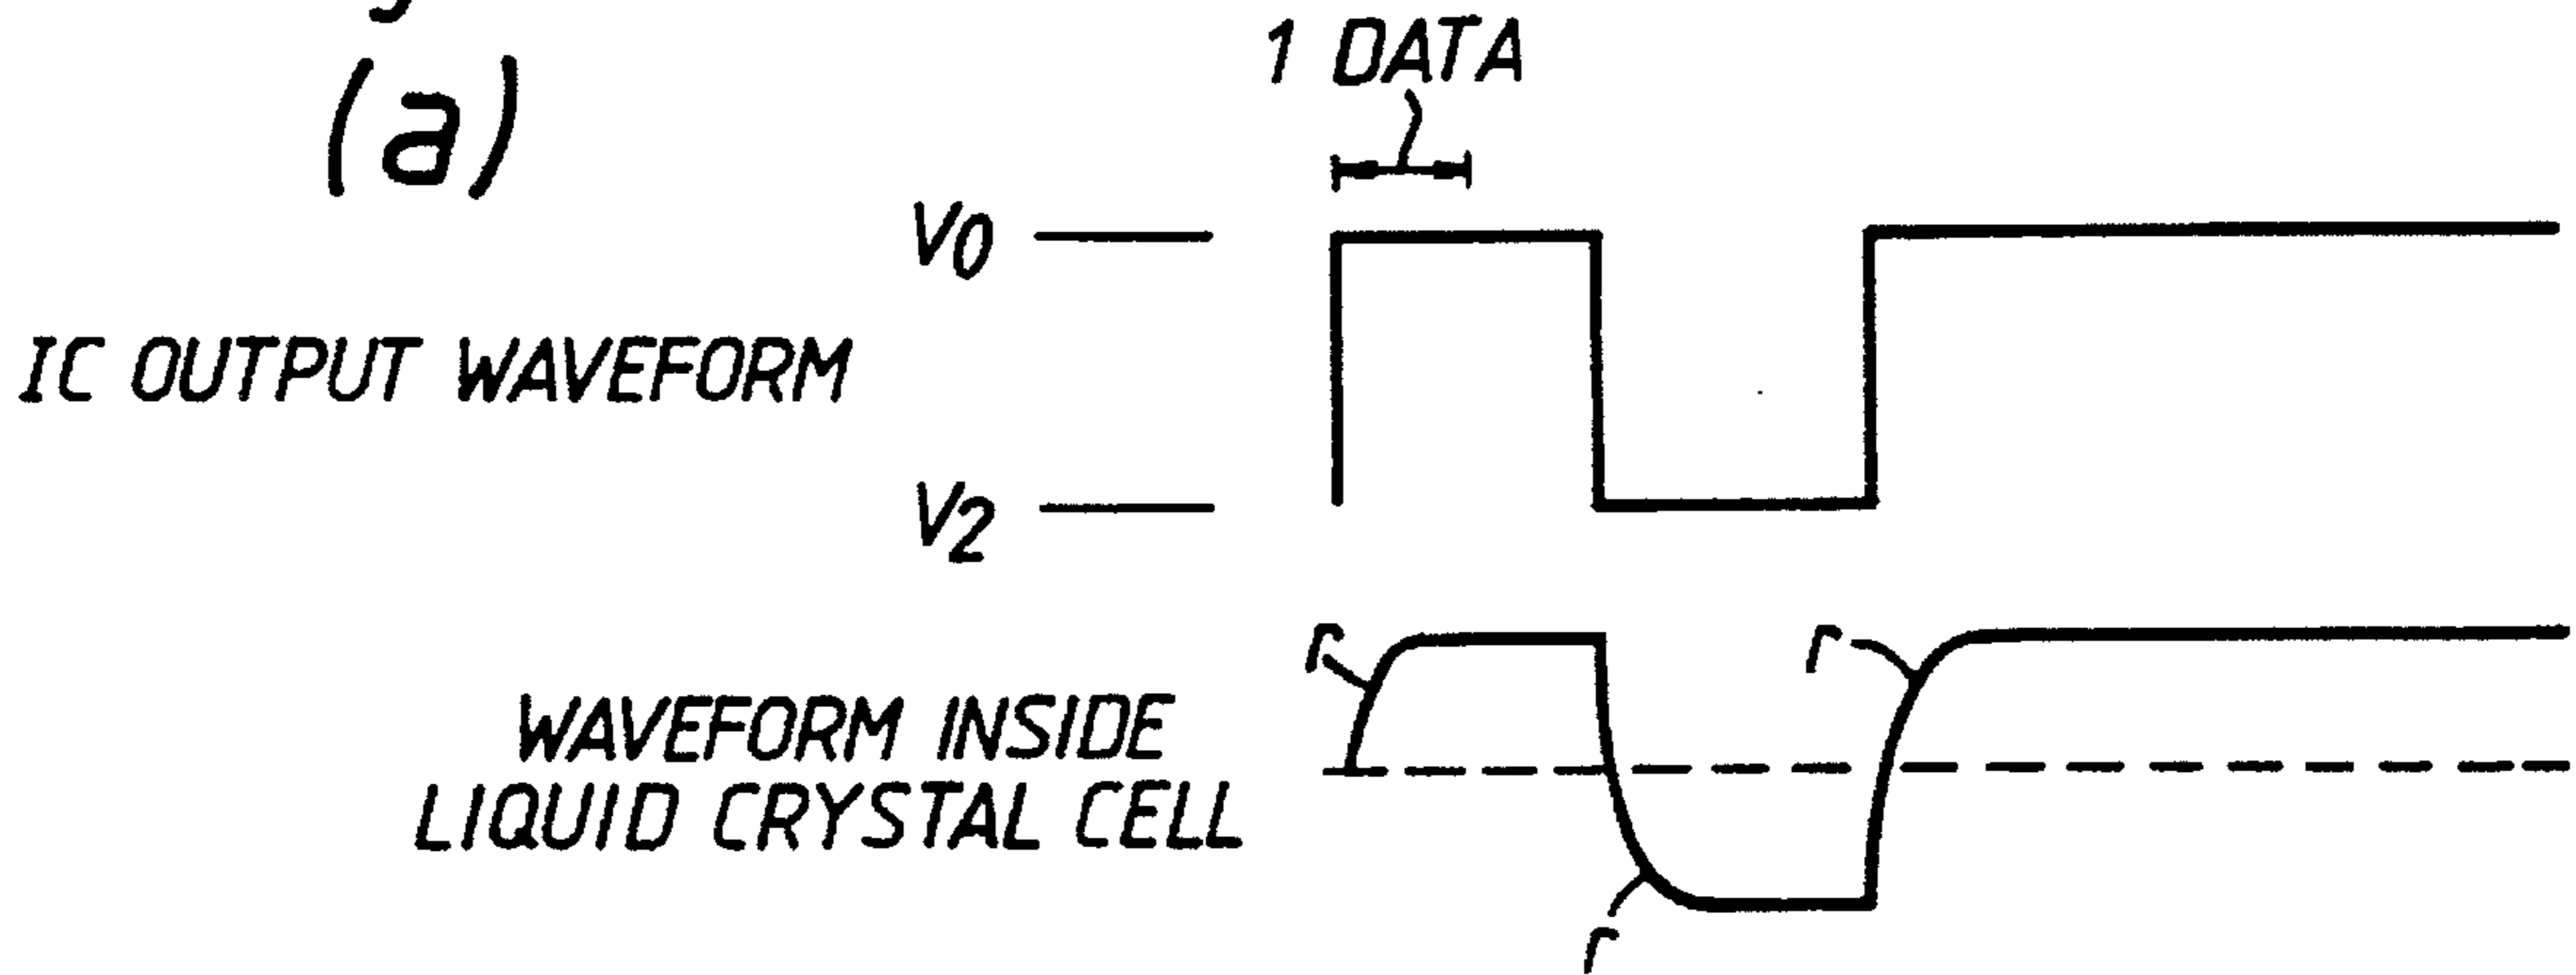 (a)
1 DATA
V0
IC OUTPUT WAVEFORM
V2
r
r
WAVEFORM INSIDE
LIQUID CRYSTAL CELL
r